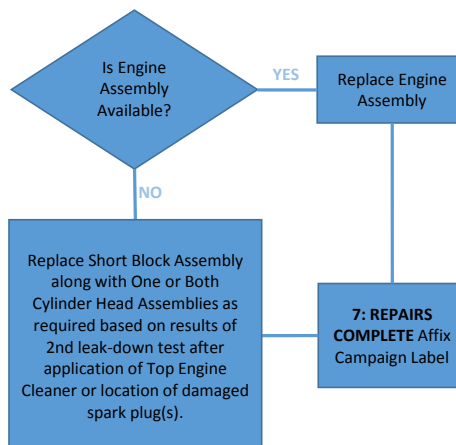 Is Engine
Assembly
Available?
YES
Replace Engine
Assembly
NO
Replace Short Block Assembly
along with One or Both
Cylinder Head Assemblies as
required based on results of
2nd leak-down test after
application of Top Engine
Cleaner or location of damaged
spark plug(s).
7: REPAIRS
COMPLETE Affix
Campaign Label